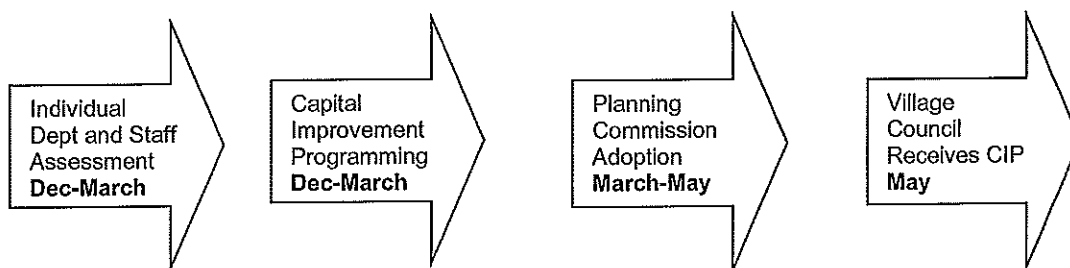 Individual
Dept and Staff
Assessment
Dec-March
Capital
Improvement
Programming
Dec-March
Planning
Commission
Adoption
March-May
Village
Council
Receives CIP
May